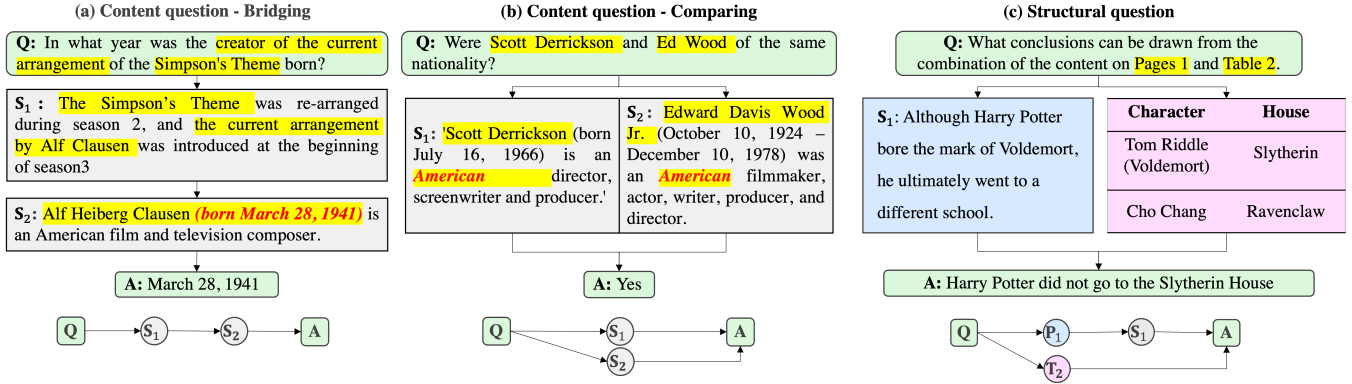 (a) Content question - Bridging
Q: In what year was the creator of the current
arrangement of the Simpson's Theme born?
S1 : The Simpson's Theme was re-arranged
during season 2, and the current arrangement
by Alf Clausen was introduced at the beginning
of season3
S2: Alf Heiberg Clausen (born March 28, 1941) is
an American film and television composer.
A: March 28, 1941
Q
S1
S2
A
(b) Content question - Comparing
Q: Were Scott Derrickson and Ed Wood of the same
nationality?
S1: 'Scott Derrickson (born
July 16, 1966) is an
American director,
screenwriter and producer.'
S2: Edward Davis Wood
Jr. (October 10, 1924 –
December 10, 1978) was
an American filmmaker,
actor, writer, producer, and
director.
A: Yes
Q
S1
A
S2
(c) Structural question
Q: What conclusions can be drawn from the
combination of the content on Pages 1 and Table 2.
S1: Although Harry Potter
bore the mark of Voldemort,
he ultimately went to a
different school.
Character House
Tom Riddle
(Voldemort)
Slytherin
Cho Chang Ravenclaw
A: Harry Potter did not go to the Slytherin House
Q
P1
S1
A
T2